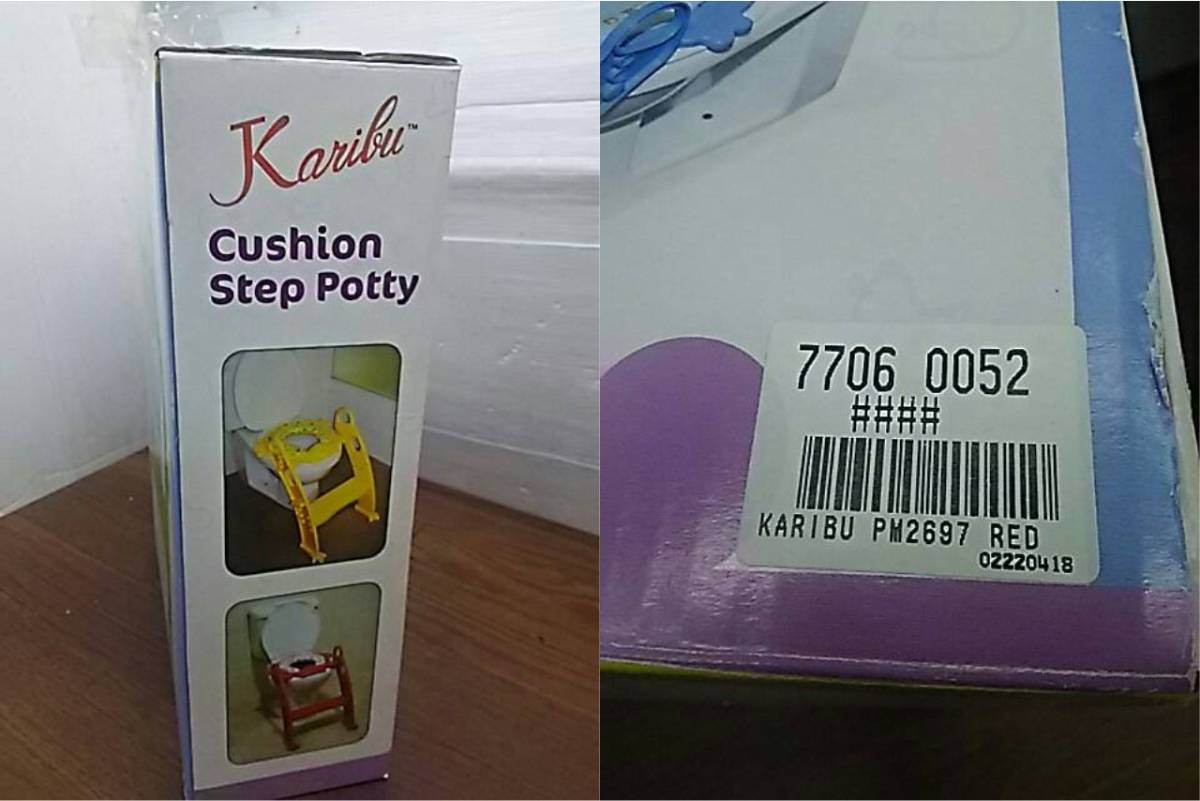 Karibu™
Cushion
Step Potty
7706 0052
####
KARIBU PM2697 RED
02220418